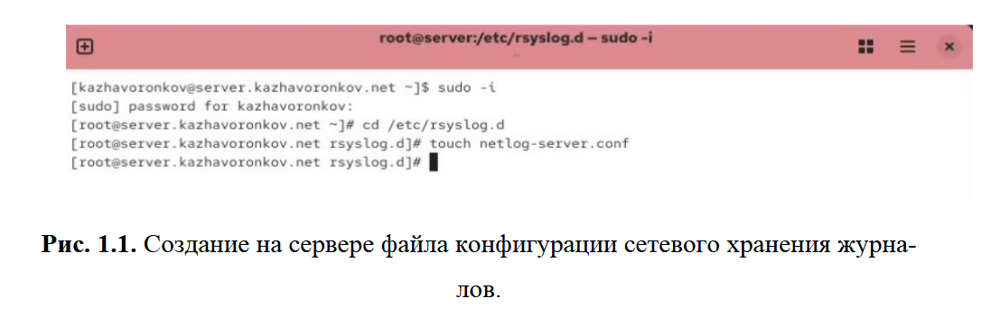 root@server:/etc/rsyslog.d — sudo -i
~
[kazhavoronkov@server.kazhavoronkov.net ~]$ sudo -i
[sudo] password for kazhavoronkov:
[root@server.kazhavoronkov.net ~]# cd /etc/rsyslog.d
[root@server.kazhavoronkov.net rsyslog.d]# touch netlog-server.conf
[root@server.kazhavoronkov.net rsyslog.d]#
Рис. 1.1. Создание на сервере файла конфигурации сетевого хранения журна-
лов.